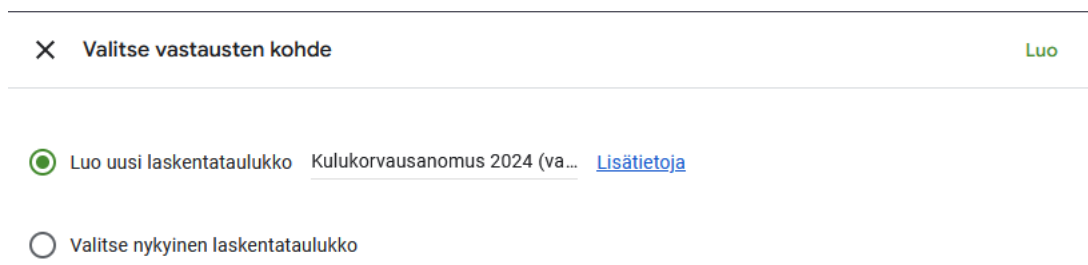 Valitse vastausten kohde Luo
Luo uusi laskentataulukko Kulukorvausanomus 2024 (va... Lisätietoja
Valitse nykyinen laskentataulukko